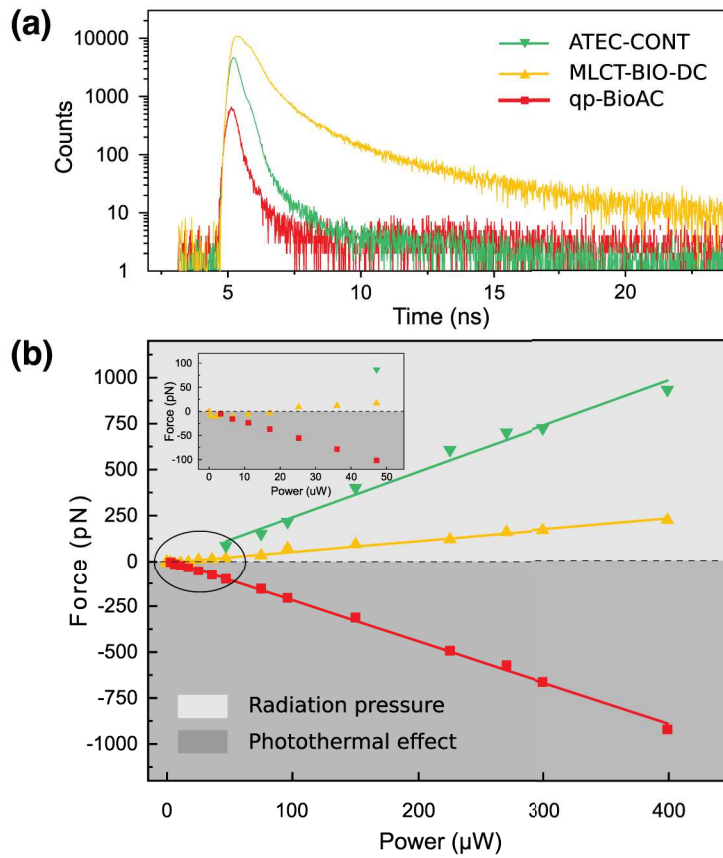 (a)
10000
1000
100
10
1
Counts
5
10
15
20
Time (ns)
ATEC-CONT
MLCT-BIO-DC
qp-BioAC
(b)
1000
750
500
250
0
-250
-500
-750
-1000
Force (pN)
100
50
0
-50
-100
Force (pN)
0
10
20
30
40
50
Power (uW)
Radiation pressure
Photothermal effect
0
100
200
300
400
Power (µW)